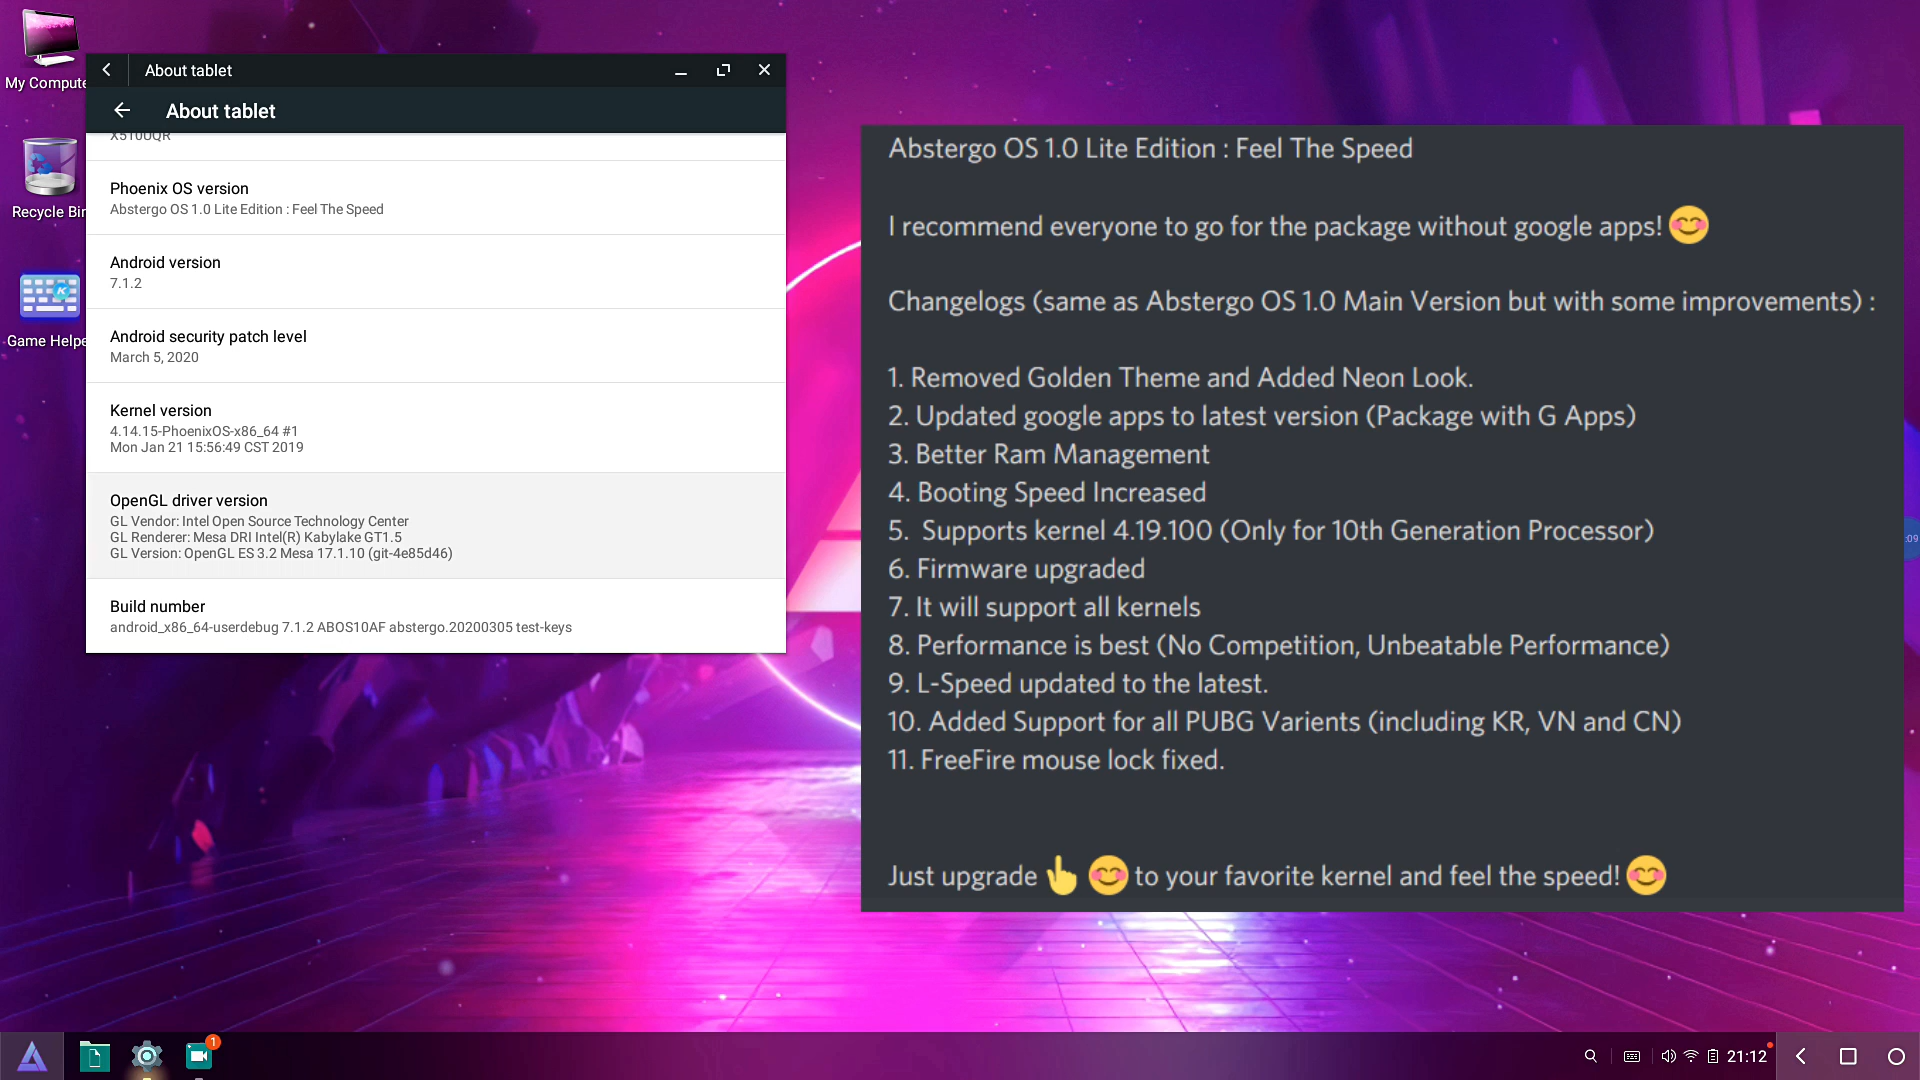 My Compute
Recycle Bin
Game Helpe
About tablet
About tablet
X510UQR
Phoenix OS version
Abstergo OS 1.0 Lite Edition : Feel The Speed
Android version
7.1.2
Android security patch level
March 5, 2020
Kernel version
4.14.15-PhoenixOS-x86_64 #1
Mon Jan 21 15:56:49 CST 2019
OpenGL driver version
GL Vendor: Intel Open Source Technology Center
GL Renderer: Mesa DRI Intel(R) Kabylake GT1.5
GL Version: OpenGL ES 3.2 Mesa 17.1.10 (git-4e85d46)
Build number
android_x86_64-userdebug 7.1.2 ABOS10AF abstergo.20200305 test-keys
Abstergo OS 1.0 Lite Edition : Feel The Speed
I recommend everyone to go for the package without google apps! 😊
Changelogs (same as Abstergo OS 1.0 Main Version but with some improvements) :
1. Removed Golden Theme and Added Neon Look.
2. Updated google apps to latest version (Package with G Apps)
3. Better Ram Management
4. Booting Speed Increased
5. Supports kernel 4.19.100 (Only for 10th Generation Processor)
6. Firmware upgraded
7. It will support all kernels
8. Performance is best (No Competition, Unbeatable Performance)
9. L-Speed updated to the latest.
10. Added Support for all PUBG Varients (including KR, VN and CN)
11. FreeFire mouse lock fixed.
Just upgrade 👆 😊 to your favorite kernel and feel the speed! 😊
:09
1
21:12